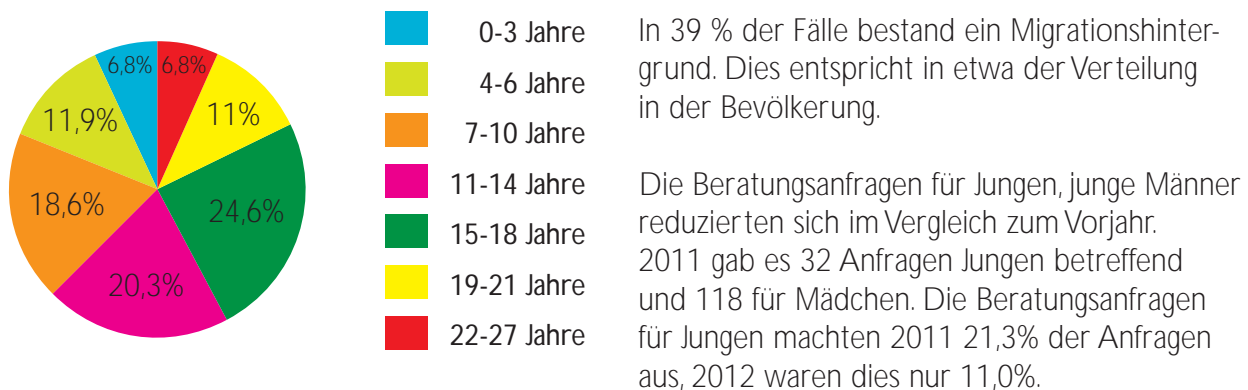 6,8%
6,8%
11%
24,6%
20,3%
18,6%
11,9%
0-3 Jahre
4-6 Jahre
7-10 Jahre
11-14 Jahre
15-18 Jahre
19-21 Jahre
22-27 Jahre
In 39 % der Fälle bestand ein Migrationshinter-
grund. Dies entspricht in etwa der Verteilung
in der Bevölkerung.
Die Beratungsanfragen für Jungen, junge Männer
reduzierten sich im Vergleich zum Vorjahr.
2011 gab es 32 Anfragen Jungen betreffend
und 118 für Mädchen. Die Beratungsanfragen
für Jungen machten 2011 21,3% der Anfragen
aus, 2012 waren dies nur 11,0%.